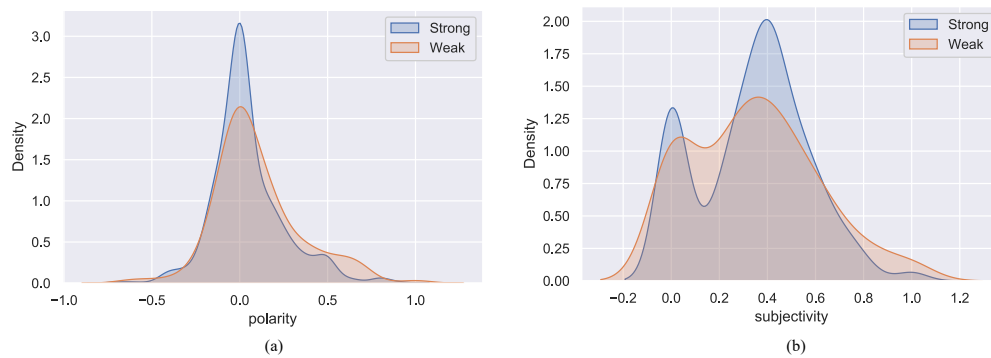 Strong
Weak
3.0
2.5
2.0
1.5
1.0
0.5
0.0
Density
−1.0 −0.5 0.0 0.5 1.0
polarity
(a)
Strong
Weak
2.00
1.75
1.50
1.25
1.00
0.75
0.50
0.25
0.00
Density
−0.2 0.0 0.2 0.4 0.6 0.8 1.0 1.2
subjectivity
(b)